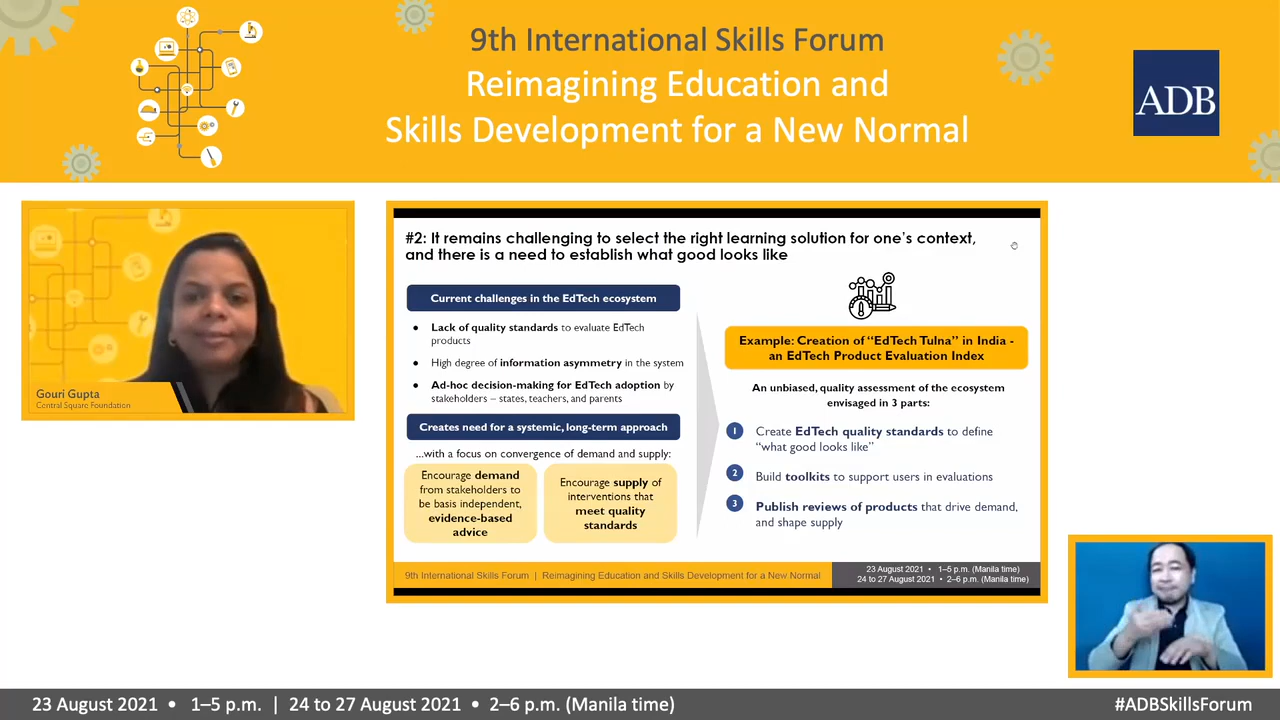 9th International Skills Forum
Reimagining Education and
Skills Development for a New Normal
ADB
Gouri Gupta
Central Square Foundation
#2: It remains challenging to select the right learning solution for one's context,
and there is a need to establish what good looks like
Current challenges in the EdTech ecosystem
● Lack of quality standards to evaluate EdTech
products
● High degree of information asymmetry in the system
● Ad-hoc decision-making for EdTech adoption by
stakeholders – states, teachers, and parents
Creates need for a systemic, long-term approach
...with a focus on convergence of demand and supply:
Encourage demand
from stakeholders to
be basis independent,
evidence-based
advice
Encourage supply of
interventions that
meet quality
standards
Example: Creation of “EdTech Tulna” in India -
an EdTech Product Evaluation Index
An unbiased, quality assessment of the ecosystem
envisaged in 3 parts:
1 Create EdTech quality standards to define
“what good looks like”
2 Build toolkits to support users in evaluations
3 Publish reviews of products that drive demand,
and shape supply
9th International Skills Forum | Reimagining Education and Skills Development for a New Normal
23 August 2021 • 1–5 p.m. (Manila time)
24 to 27 August 2021 • 2–6 p.m. (Manila time)
23 August 2021 • 1–5 p.m. | 24 to 27 August 2021 • 2–6 p.m. (Manila time)
#ADBSkillsForum